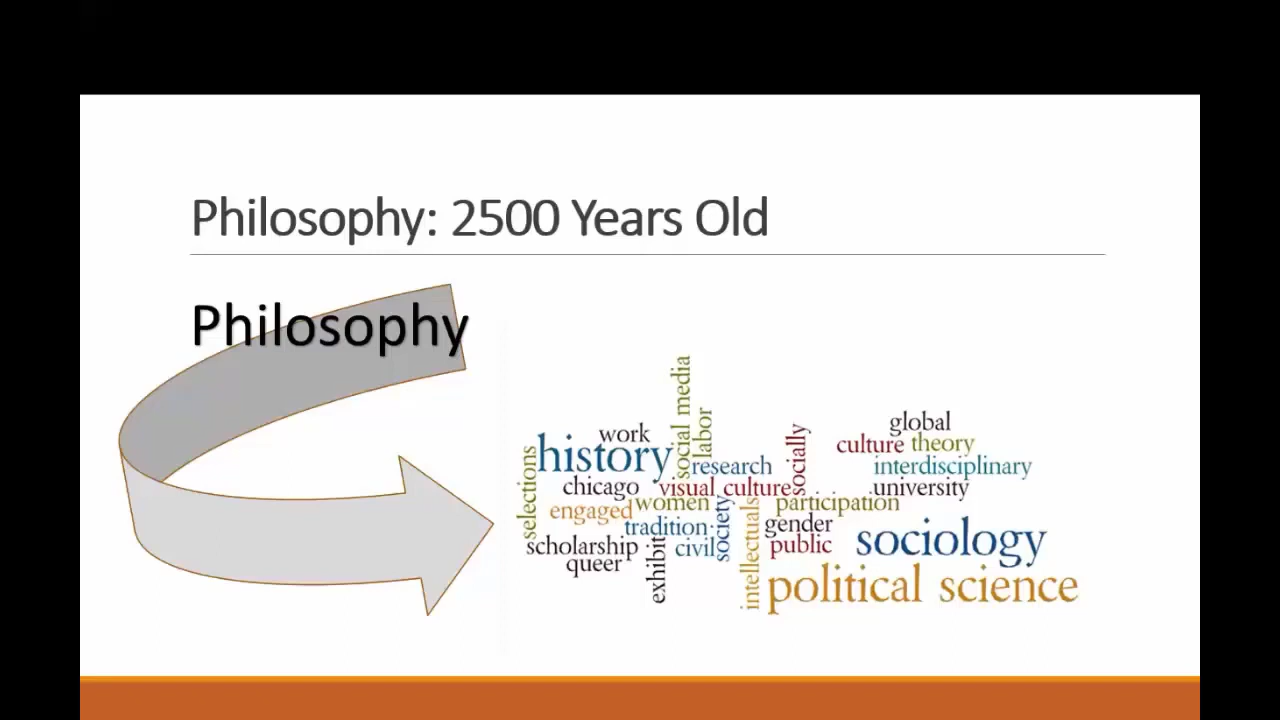 Philosophy: 2500 Years Old
Philosophy
social media
labor
work
history
selections
research
socially
global
culture theory
interdisciplinary
chicago
visual culture
university
engaged
women
participation
tradition
society
intellectuals
gender
scholarship
civil
public
sociology
queer
exhibit
political science